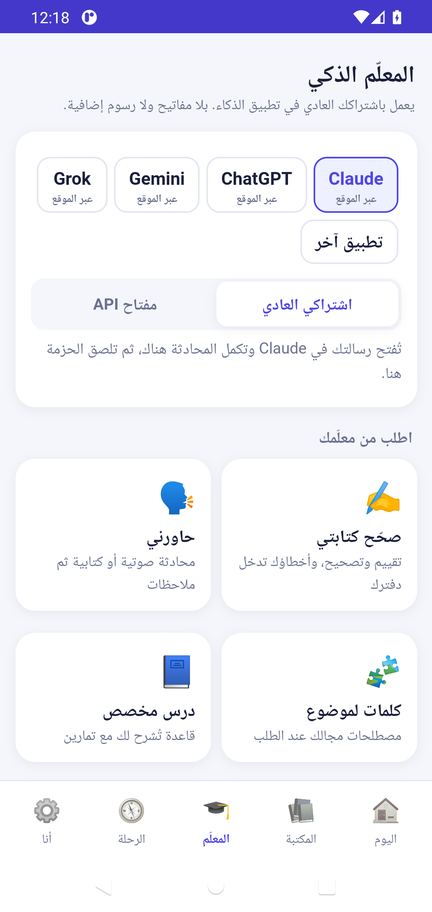 12:18
المعلّم الذكي
يعمل باشتراكك العادي في تطبيق الذكاء. بلا مفاتيح ولا رسوم إضافية.
Claude
عبر الموقع
ChatGPT
عبر الموقع
Gemini
عبر الموقع
Grok
عبر الموقع
تطبيق آخر
اشتراكي العادي
مفتاح API
تُفتح رسالتك في Claude وتكمل المحادثة هناك، ثم تلصق الحزمة
هنا.
اطلب من معلّمك
صحّح كتابتي
تقييم وتصحيح، وأخطاؤك تدخل
دفترك
حاورني
محادثة صوتية أو كتابية ثم
ملاحظات
كلمات لموضوع
مصطلحات مجالك عند الطلب
درس مخصص
قاعدة تُشرح لك مع تمارين
اليوم
المكتبة
المعلّم
الرحلة
أنا